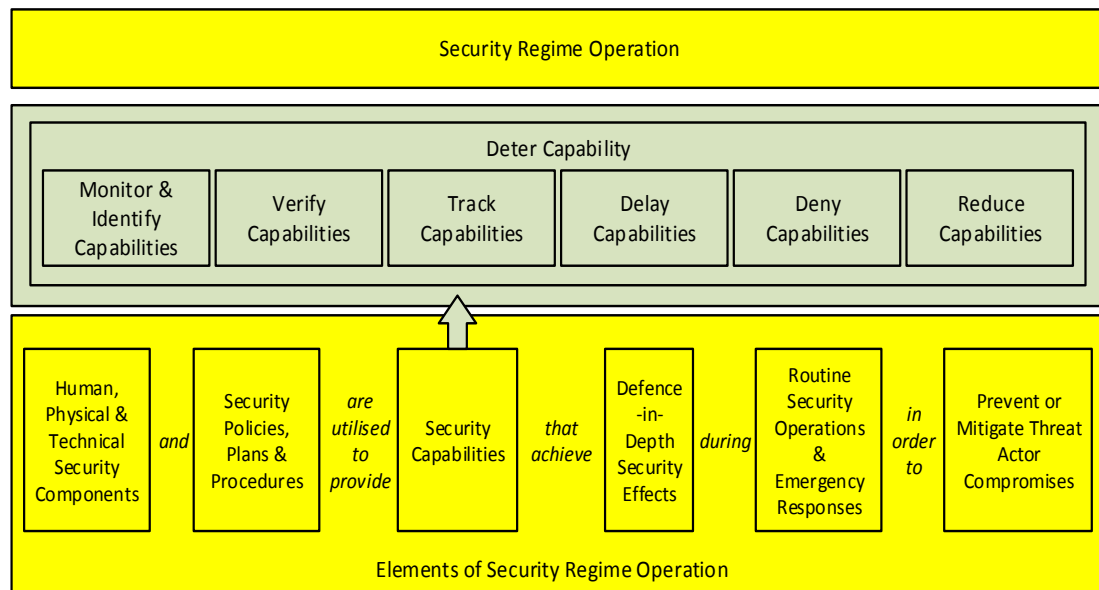 Security Regime Operation
Deter Capability
Monitor &
Identify
Capabilities
Verify
Capabilities
Track
Capabilities
Delay
Capabilities
Deny
Capabilities
Reduce
Capabilities
Human,
Physical &
Technical
Security
Components
and
Security
Policies,
Plans &
Procedures
are
utilised
to
provide
Security
Capabilities
that
achieve
Defence
-in-
Depth
Security
Effects
during
Routine
Security
Operations
&
Emergency
Responses
in
order
to
Prevent or
Mitigate Threat
Actor
Compromises
Elements of Security Regime Operation